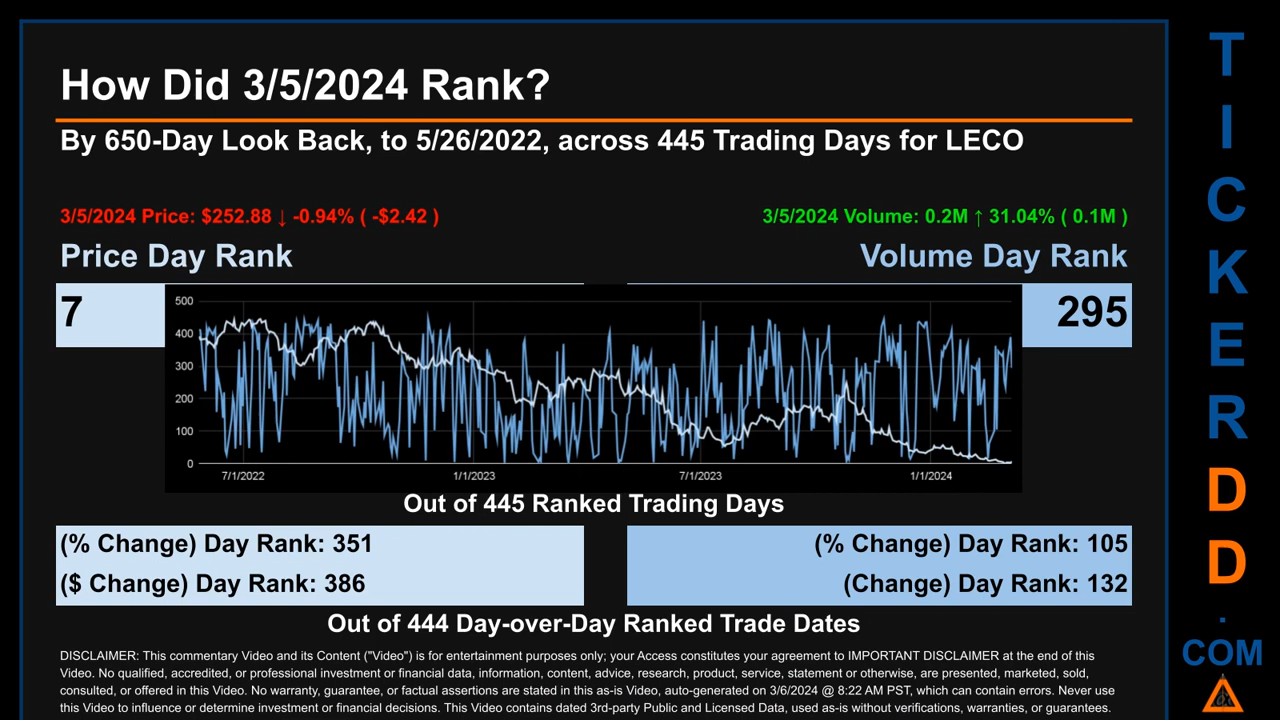 How Did 3/5/2024 Rank?
By 650-Day Look Back, to 5/26/2022, across 445 Trading Days for LECO
3/5/2024 Price: $252.88 ↓ -0.94% ( -$2.42 )
3/5/2024 Volume: 0.2M ↑ 31.04% ( 0.1M )
Price Day Rank
Volume Day Rank
7
295
500
400
300
200
100
0
7/1/2022
1/1/2023
7/1/2023
1/1/2024
Out of 445 Ranked Trading Days
(% Change) Day Rank: 351
($ Change) Day Rank: 386
(% Change) Day Rank: 105
(Change) Day Rank: 132
Out of 444 Day-over-Day Ranked Trade Dates
DISCLAIMER: This commentary Video and its Content ("Video") is for entertainment purposes only; your Access constitutes your agreement to IMPORTANT DISCLAIMER at the end of this
Video. No qualified, accredited, or professional investment or financial data, information, content, advice, research, product, service, statement or otherwise, are presented, marketed, sold,
consulted, or offered in this Video. No warranty, guarantee, or factual assertions are stated in this as-is Video, auto-generated on 3/6/2024 @ 8:22 AM PST, which can contain errors. Never use
this Video to influence or determine investment or financial decisions. This Video contains dated 3rd-party Public and Licensed Data, used as-is without verifications, warranties, or guarantees.
T
I
C
K
E
R
D
D
.
COM